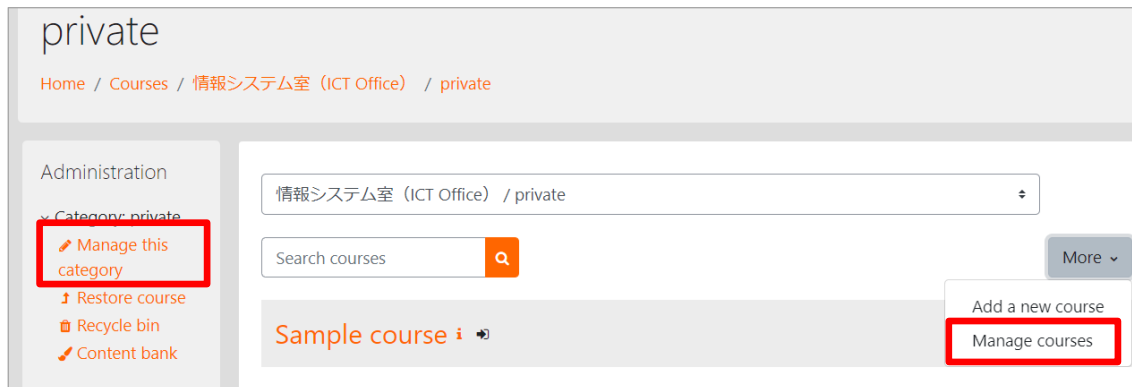 private
Home / Courses / 情報システム室（ICT Office） / private
Administration
Category: private
Manage this
category
Restore course
Recycle bin
Content bank
情報システム室（ICT Office） / private
Search courses
More
Add a new course
Manage courses
Sample course i